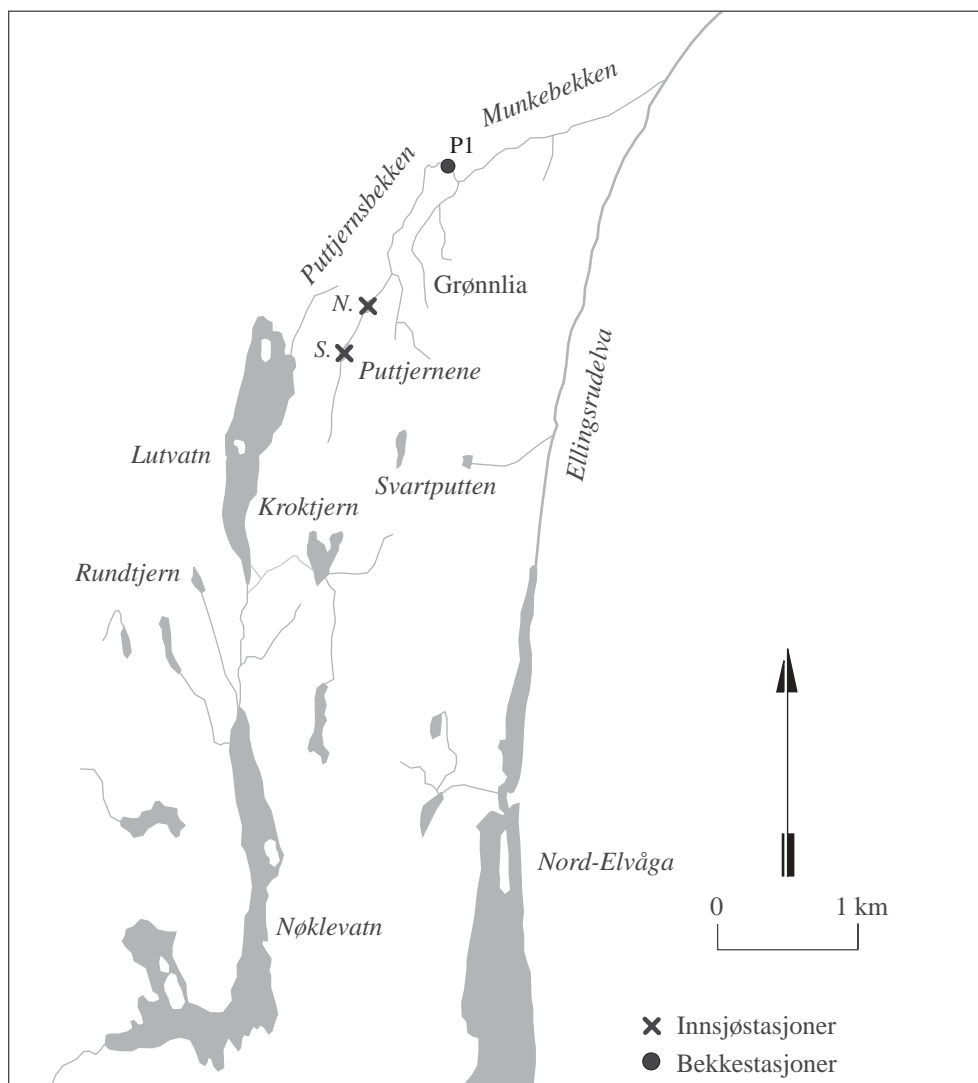 Munkebekken
P1
Puttjernsbekken
Grønnlia
N.
S.
Puttjernene
Ellingsrudelva
Lutvatn
Svartputten
Kroktjern
Rundtjern
Nord-Elvåga
0 1 km
Nøklevatn
Innsjøstasjoner
Bekkestasjoner